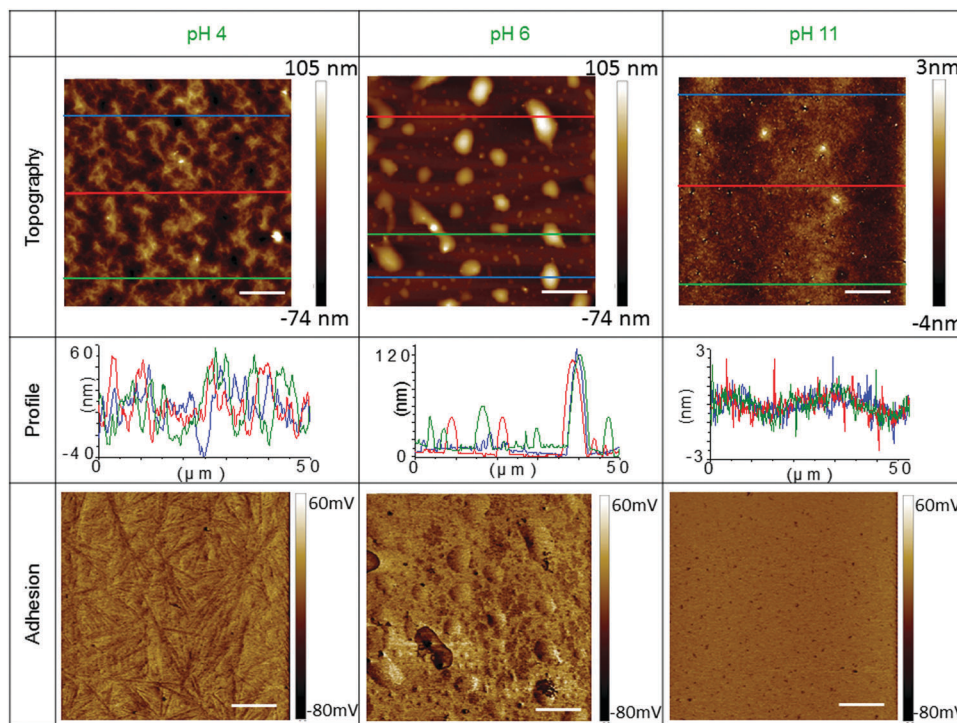 pH 4 pH 6 pH 11
Topography
105 nm
-74 nm
105 nm
-74 nm
3nm
-4nm
Profile
60
(nm)
-40
0 50
(µm)
120
(nm)
0
0 50
(µm)
3
(nm)
-3
0 50
(µm)
Adhesion
60mV
-80mV
60mV
-80mV
60mV
-80mV